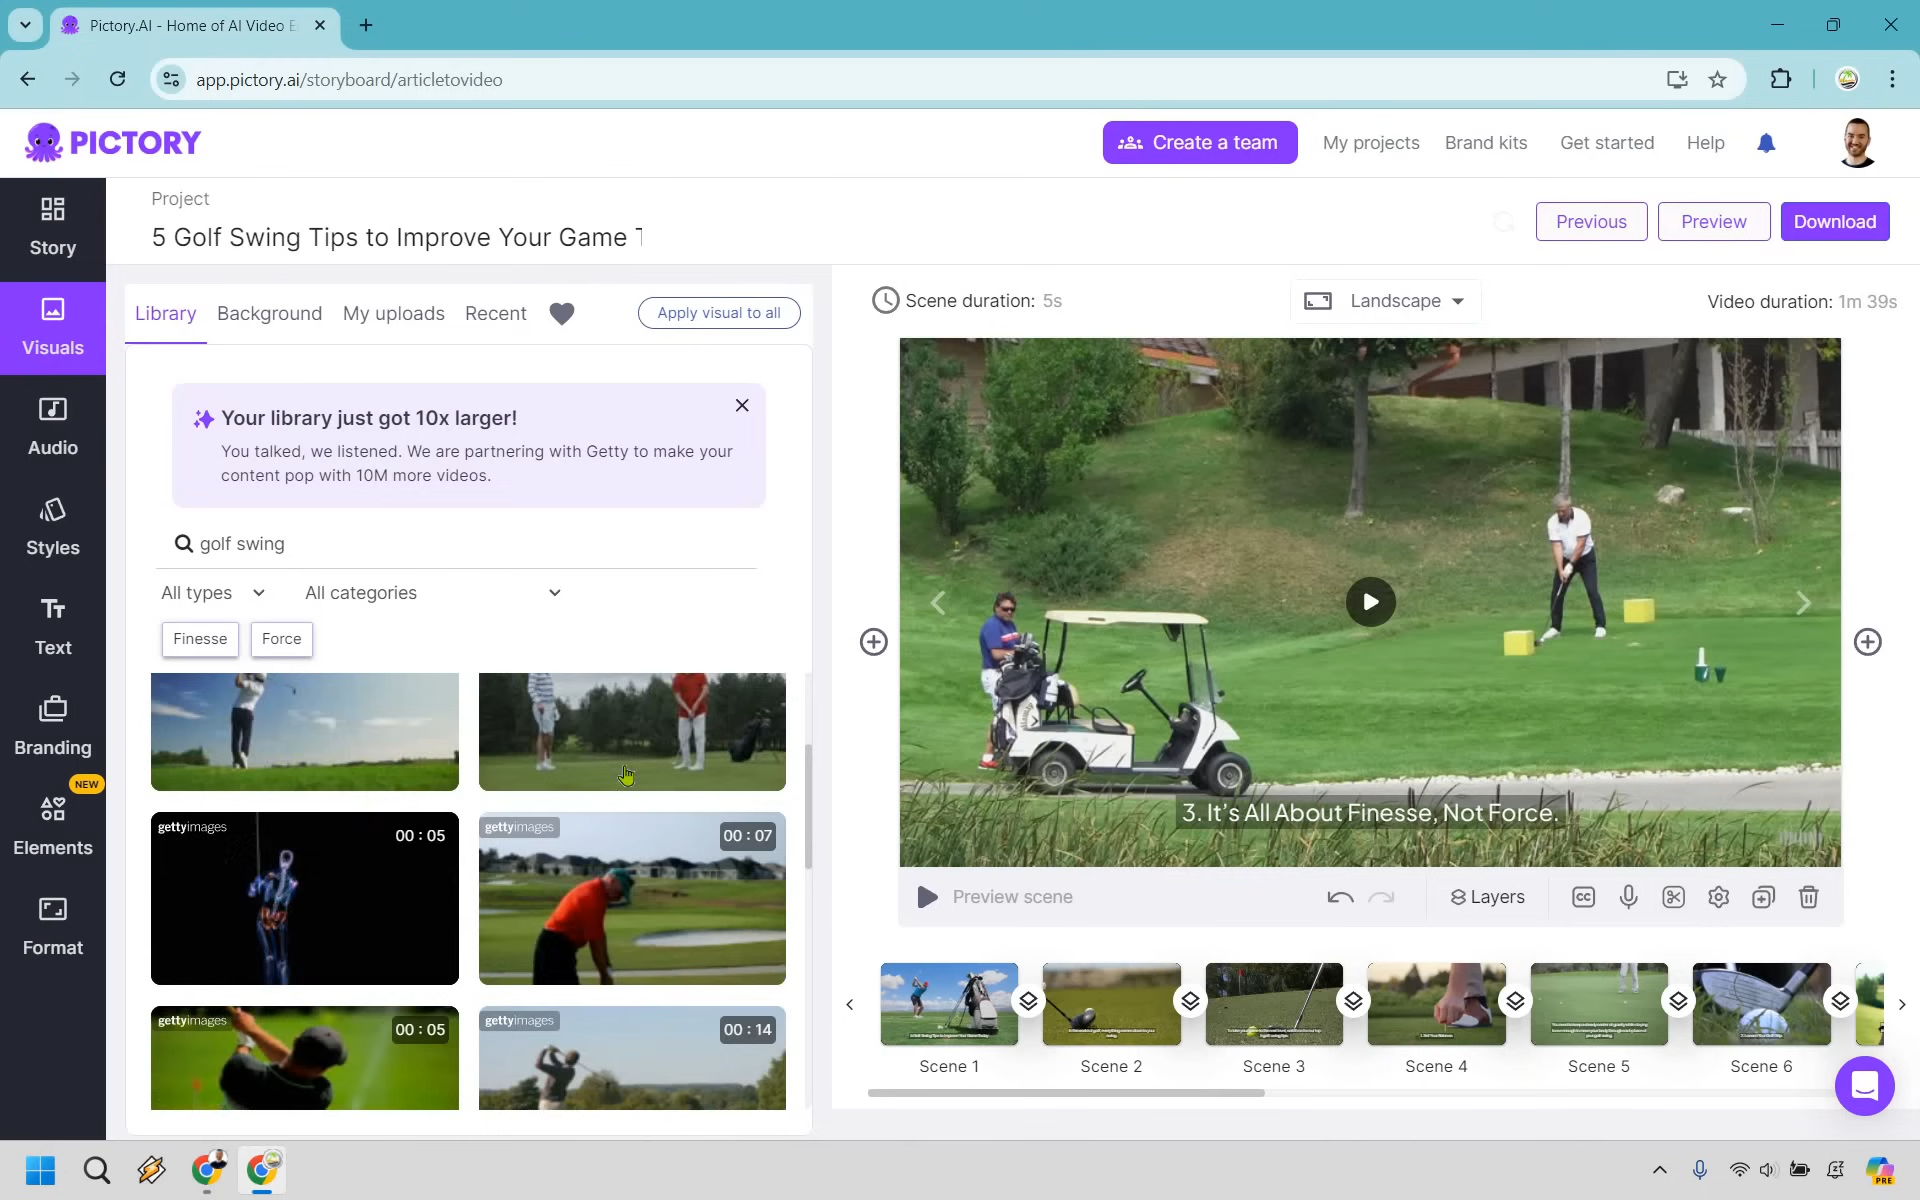 Pictory.AI - Home of AI Video E
app.pictory.ai/storyboard/articletovideo
PICTORY
Create a team
My projects
Brand kits
Get started
Help
Story
Visuals
Audio
Styles
Text
Branding
NEW
Elements
Format
Project
5 Golf Swing Tips to Improve Your Game
Previous
Preview
Download
Library
Background
My uploads
Recent
Apply visual to all
Your library just got 10x larger!
You talked, we listened. We are partnering with Getty to make your
content pop with 10M more videos.
golf swing
All types
All categories
Finesse
Force
gettyimages
00 : 05
gettyimages
00 : 07
gettyimages
00 : 05
gettyimages
00 : 14
Scene duration: 5s
Landscape
Video duration: 1m 39s
3. It's All About Finesse, Not Force.
Preview scene
Layers
CC
Scene 1
Scene 2
Scene 3
Scene 4
Scene 5
Scene 6
PRE